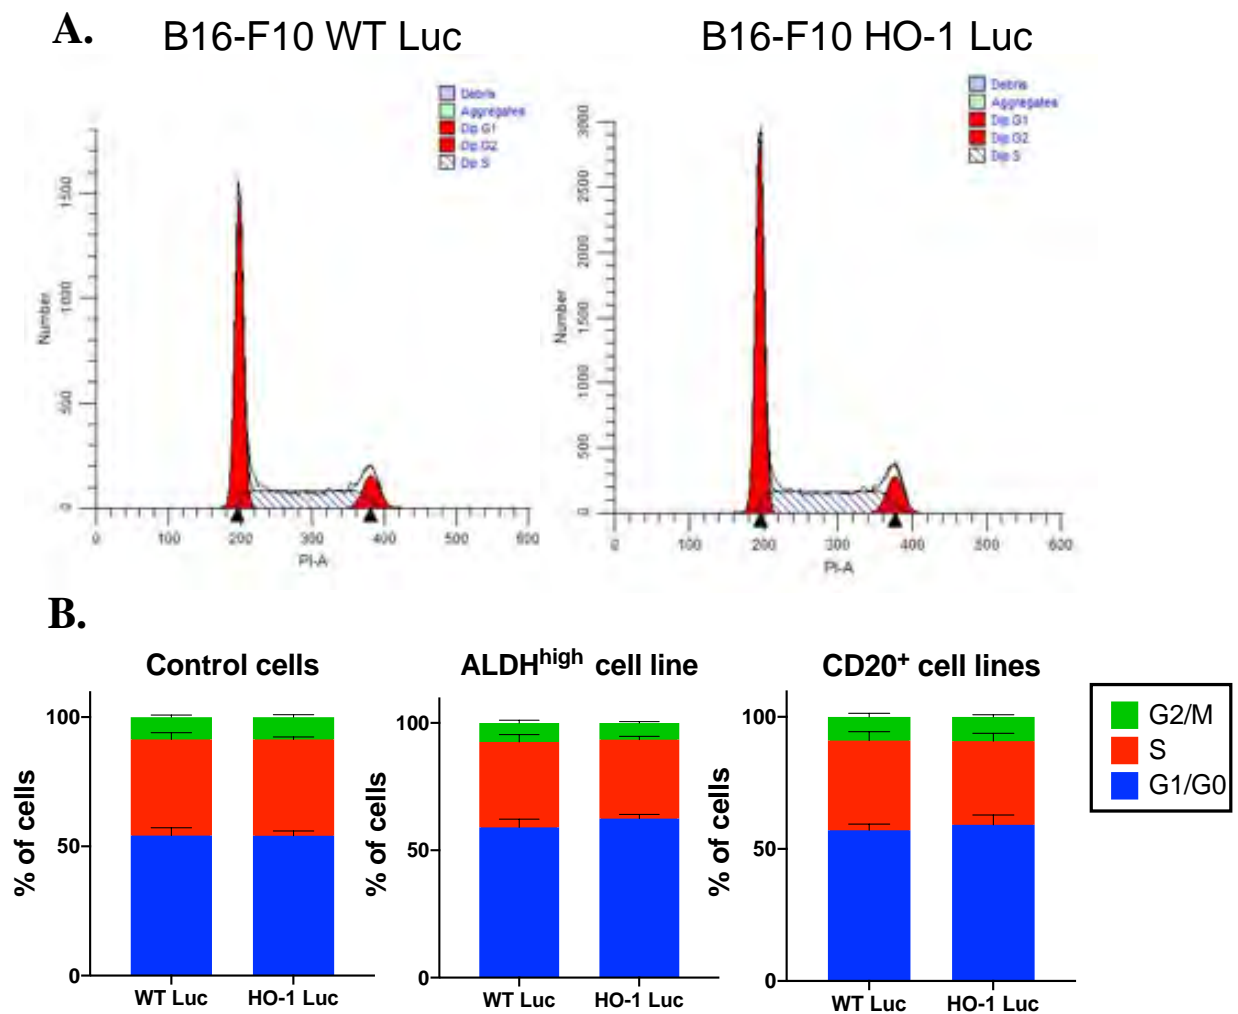 A.
B16-F10 WT Luc
B16-F10 HO-1 Luc
Debris
Aggregates
Dip G1
Dip G2
Dip S
1500
1000
500
0
Number
0 100 200 300 400 500 600
PI-A
Debris
Aggregates
Dip G1
Dip G2
Dip S
3000
2500
2000
1500
1000
500
0
Number
0 100 200 300 400 500 600
PI-A
B.
Control cells
100
50
0
% of cells
WT Luc HO-1 Luc
ALDHhigh cell line
100
50
0
% of cells
WT Luc HO-1 Luc
CD20+ cell lines
100
50
0
% of cells
WT Luc HO-1 Luc
G2/M
S
G1/G0